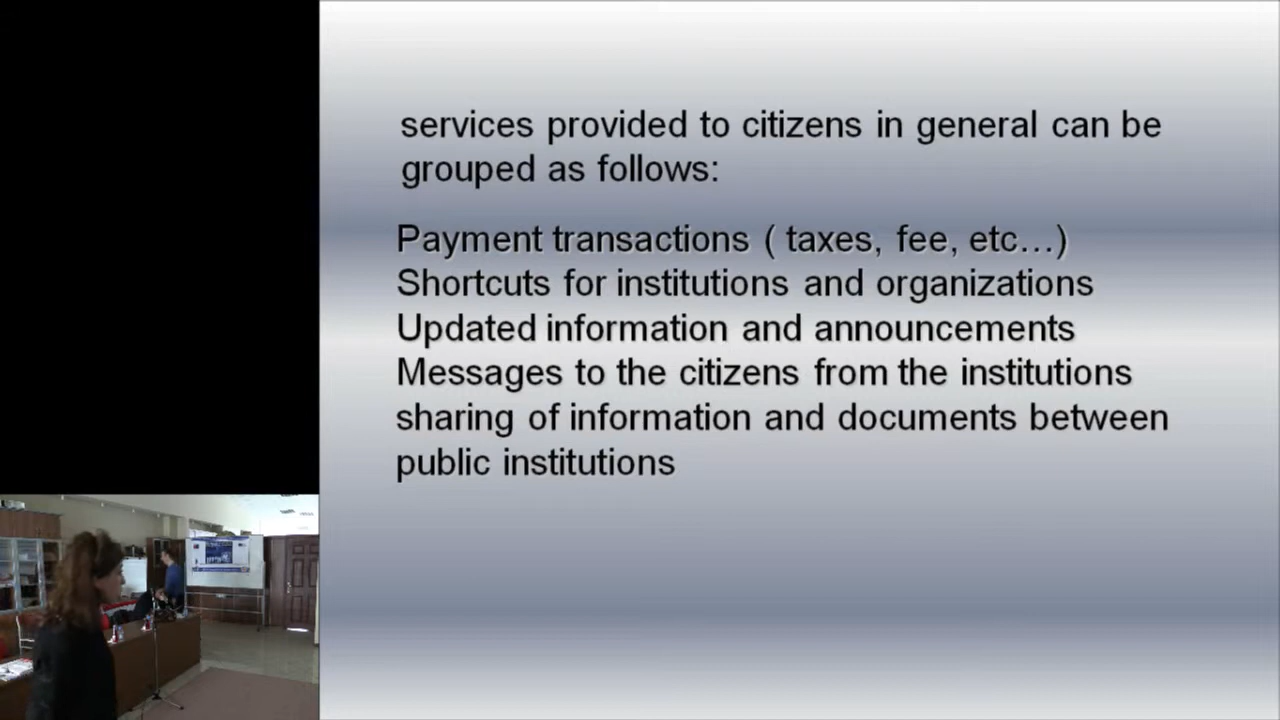 services provided to citizens in general can be
grouped as follows:
Payment transactions ( taxes, fee, etc…)
Shortcuts for institutions and organizations
Updated information and announcements
Messages to the citizens from the institutions
sharing of information and documents between
public institutions